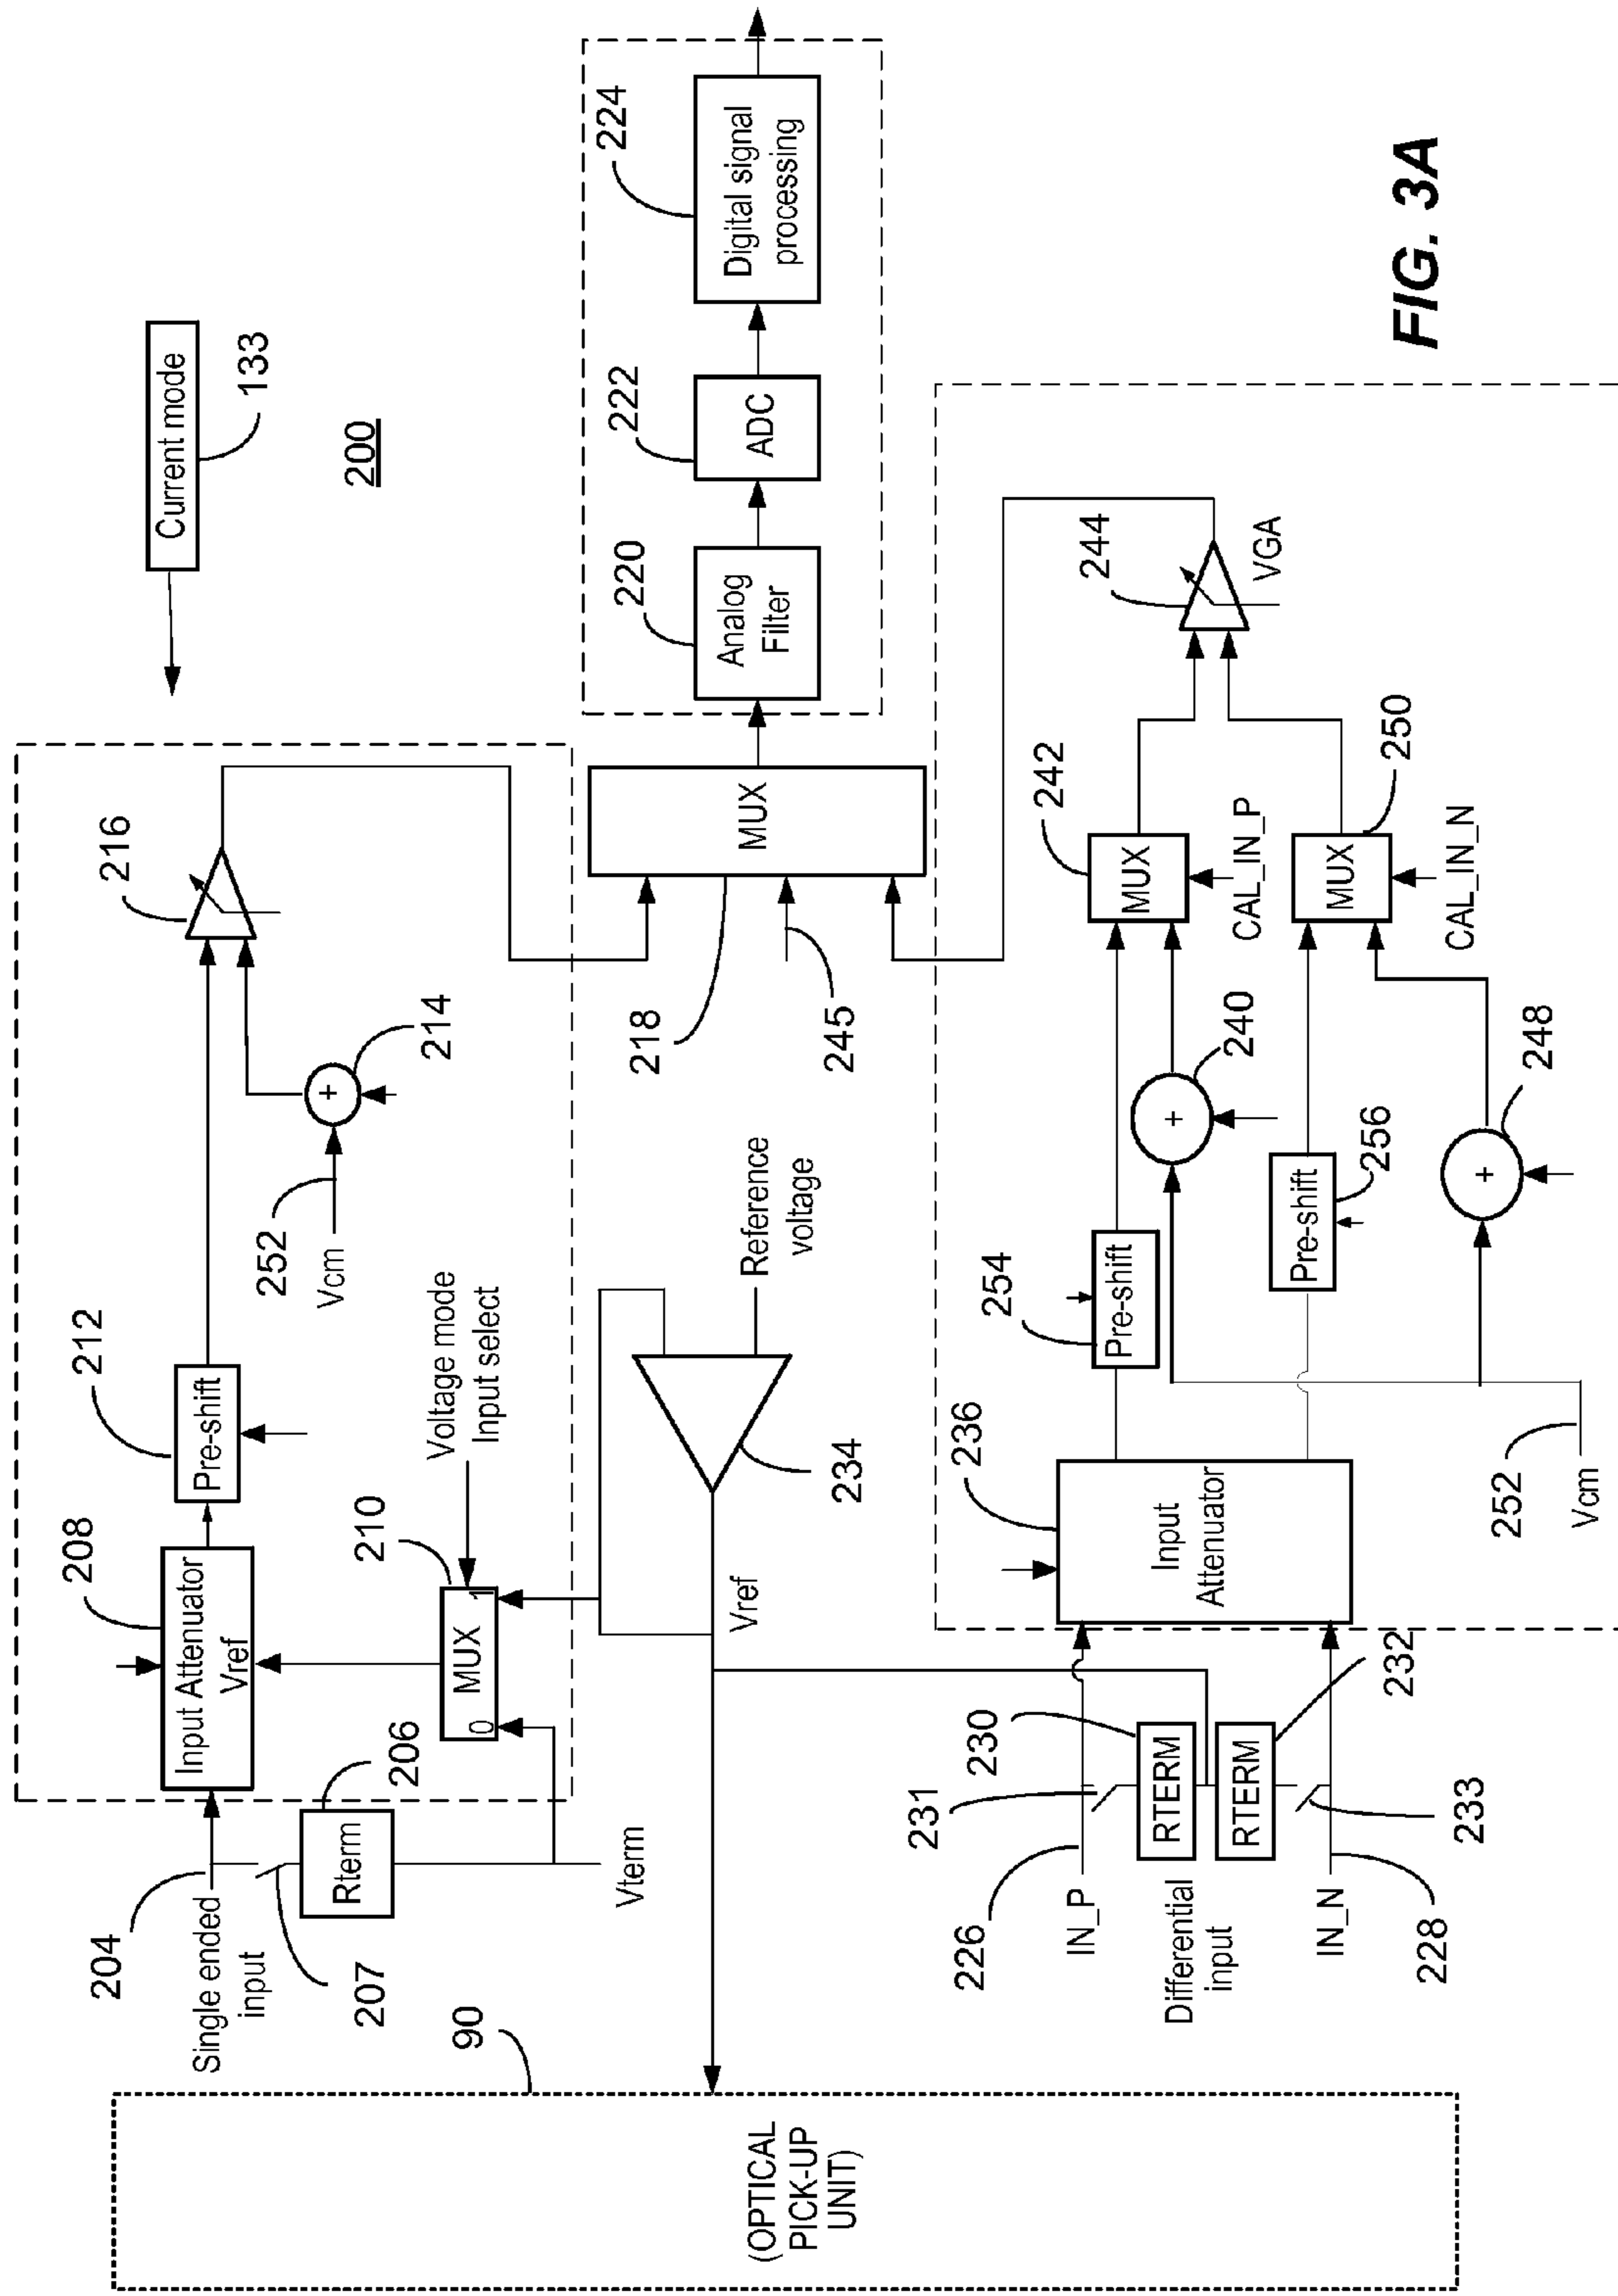 Current mode
133
200
216
212
208
Input Attenuator
Vref
Pre-shift
204
Single ended
input
207
Rterm
206
Vterm
210
0 MUX 1
Voltage mode
Input select
252
Vcm
+
214
224
Digital signal
processing
222
ADC
220
Analog
Filter
MUX
218
245
Reference
voltage
234
Vref
90
(OPTICAL
PICK-UP
UNIT)
FIG. 3A
244
VGA
242
MUX
CAL_IN_P
250
MUX
CAL_IN_N
240
+
248
+
254
Pre-shift
256
Pre-shift
236
Input
Attenuator
252
Vcm
226
IN_P
231
230
RTERM
RTERM
232
233
Differential
input
IN_N
228